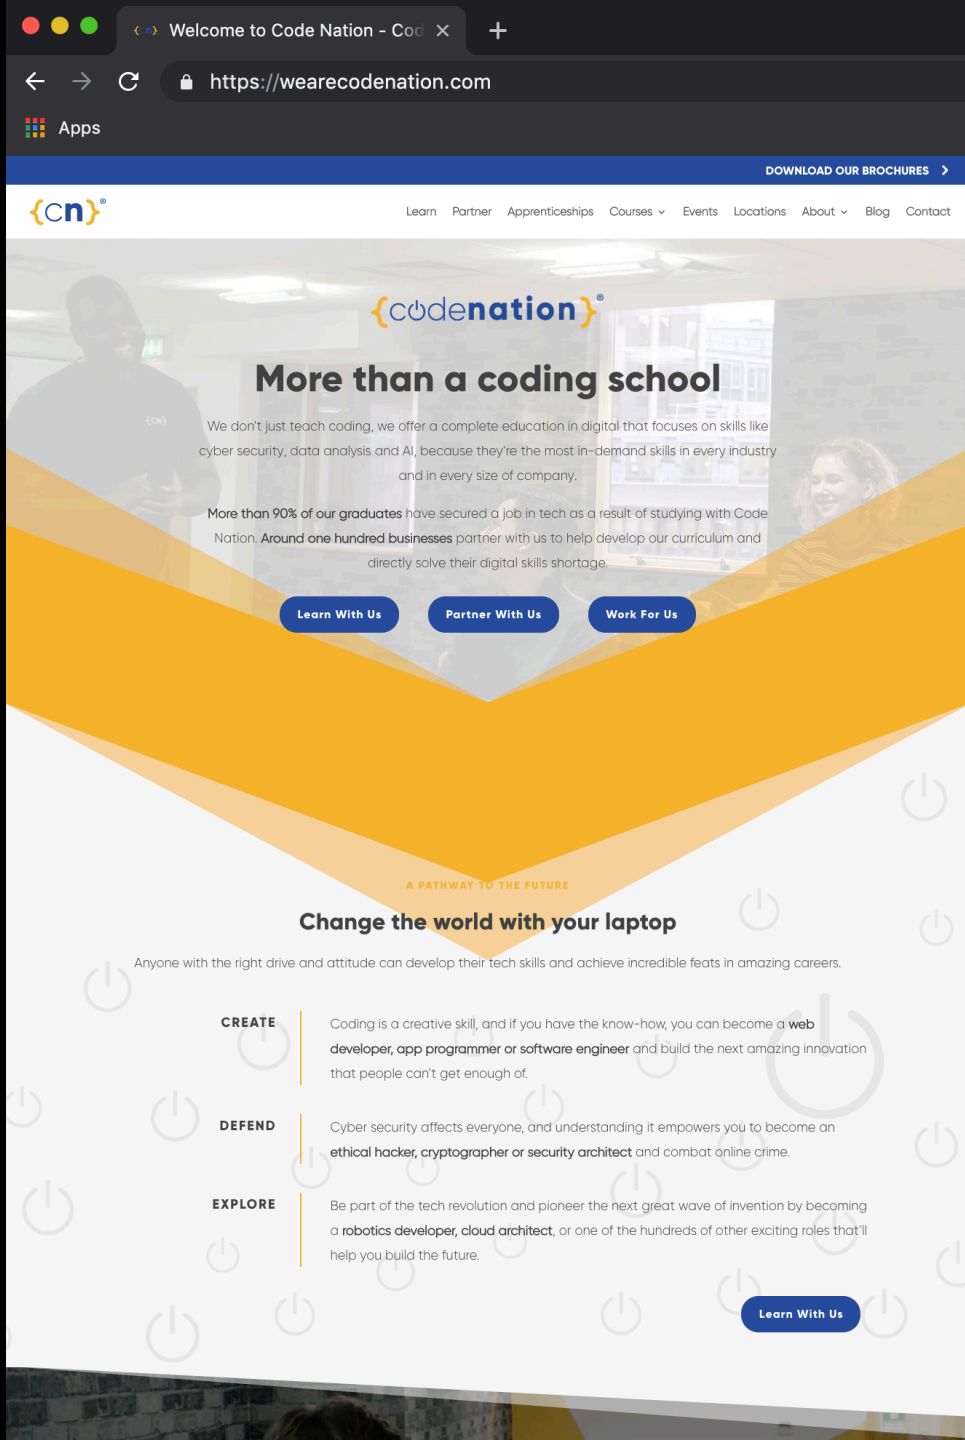 Welcome to Code Nation - Cod
https://wearecodenation.com
Apps
DOWNLOAD OUR BROCHURES
{cn}®
Learn Partner Apprenticeships Courses Events Locations About Blog Contact
{codenation}®
More than a coding school
We don't just teach coding, we offer a complete education in digital that focuses on skills like
cyber security, data analysis and AI, because they're the most in-demand skills in every industry
and in every size of company.
More than 90% of our graduates have secured a job in tech as a result of studying with Code
Nation. Around one hundred businesses partner with us to help develop our curriculum and
directly solve their digital skills shortage.
Learn With Us Partner With Us Work For Us
A PATHWAY TO THE FUTURE
Change the world with your laptop
Anyone with the right drive and attitude can develop their tech skills and achieve incredible feats in amazing careers.
CREATE
Coding is a creative skill, and if you have the know-how, you can become a web
developer, app programmer or software engineer and build the next amazing innovation
that people can't get enough of.
DEFEND
Cyber security affects everyone, and understanding it empowers you to become an
ethical hacker, cryptographer or security architect and combat online crime.
EXPLORE
Be part of the tech revolution and pioneer the next great wave of invention by becoming
a robotics developer, cloud architect, or one of the hundreds of other exciting roles that'll
help you build the future.
Learn With Us